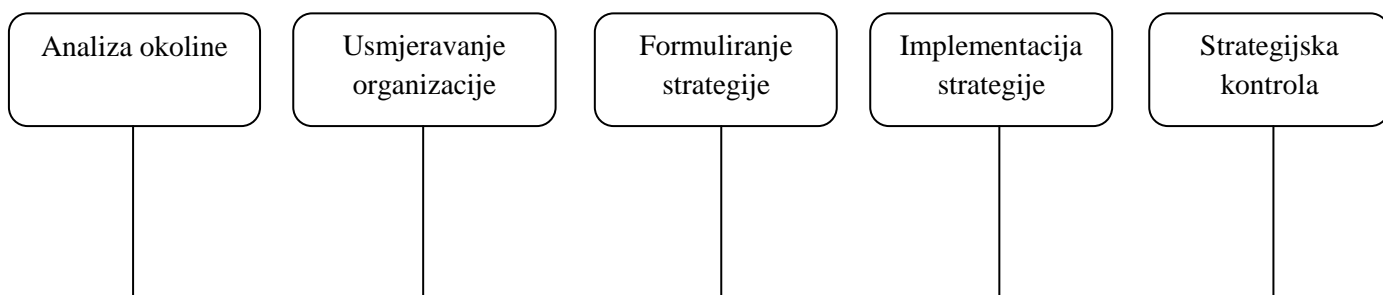 Analiza okoline
Usmjeravanje
organizacije
Formuliranje
strategije
Implementacija
strategije
Strategijska
kontrola